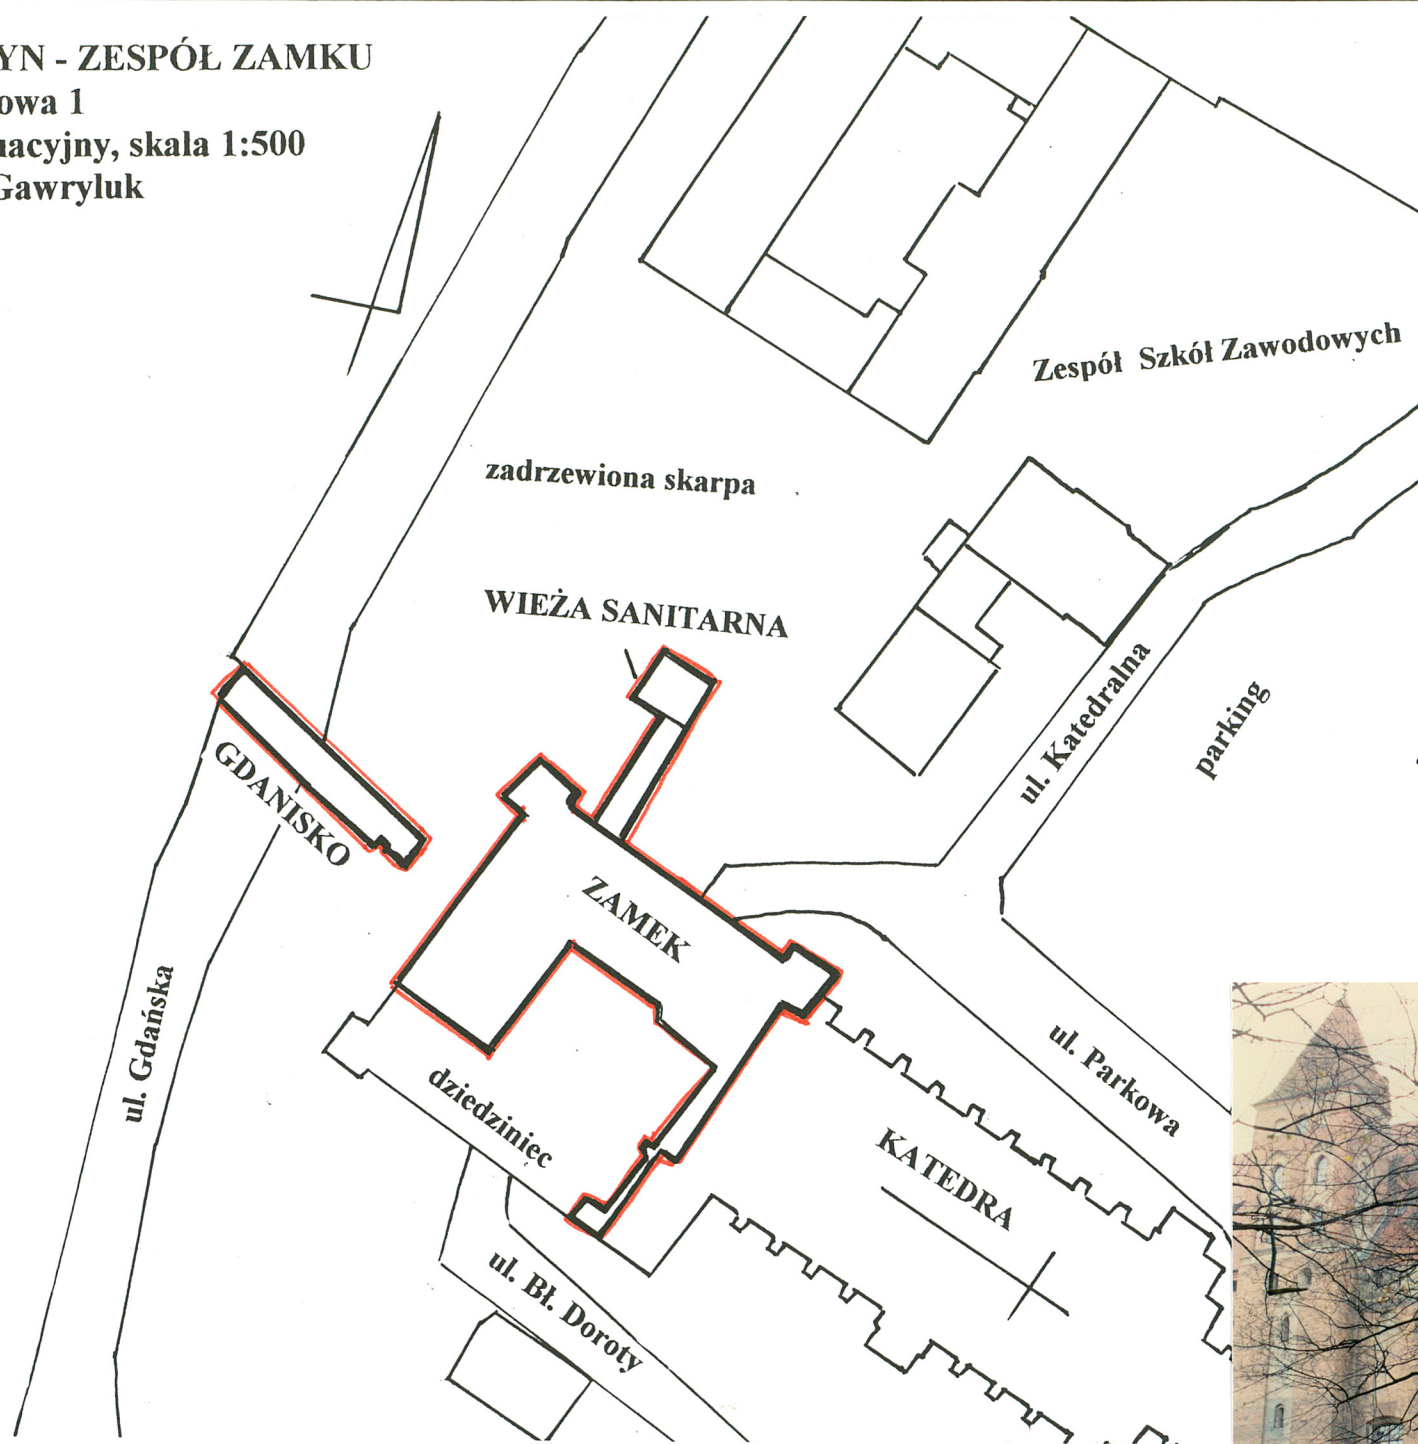 YN - ZESPÓŁ ZAMKU
owa 1
uacyjny, skala 1:500
Gawryluk
Zespół Szkół Zawodowych
zadrzewiona skarpa
WIEŻA SANITARNA
ul. Katedralna
parking
GDANISKO
ZAMEK
ul. Gdańska
dziedziniec
ul. Parkowa
KATEDRA
ul. Bł. Doroty